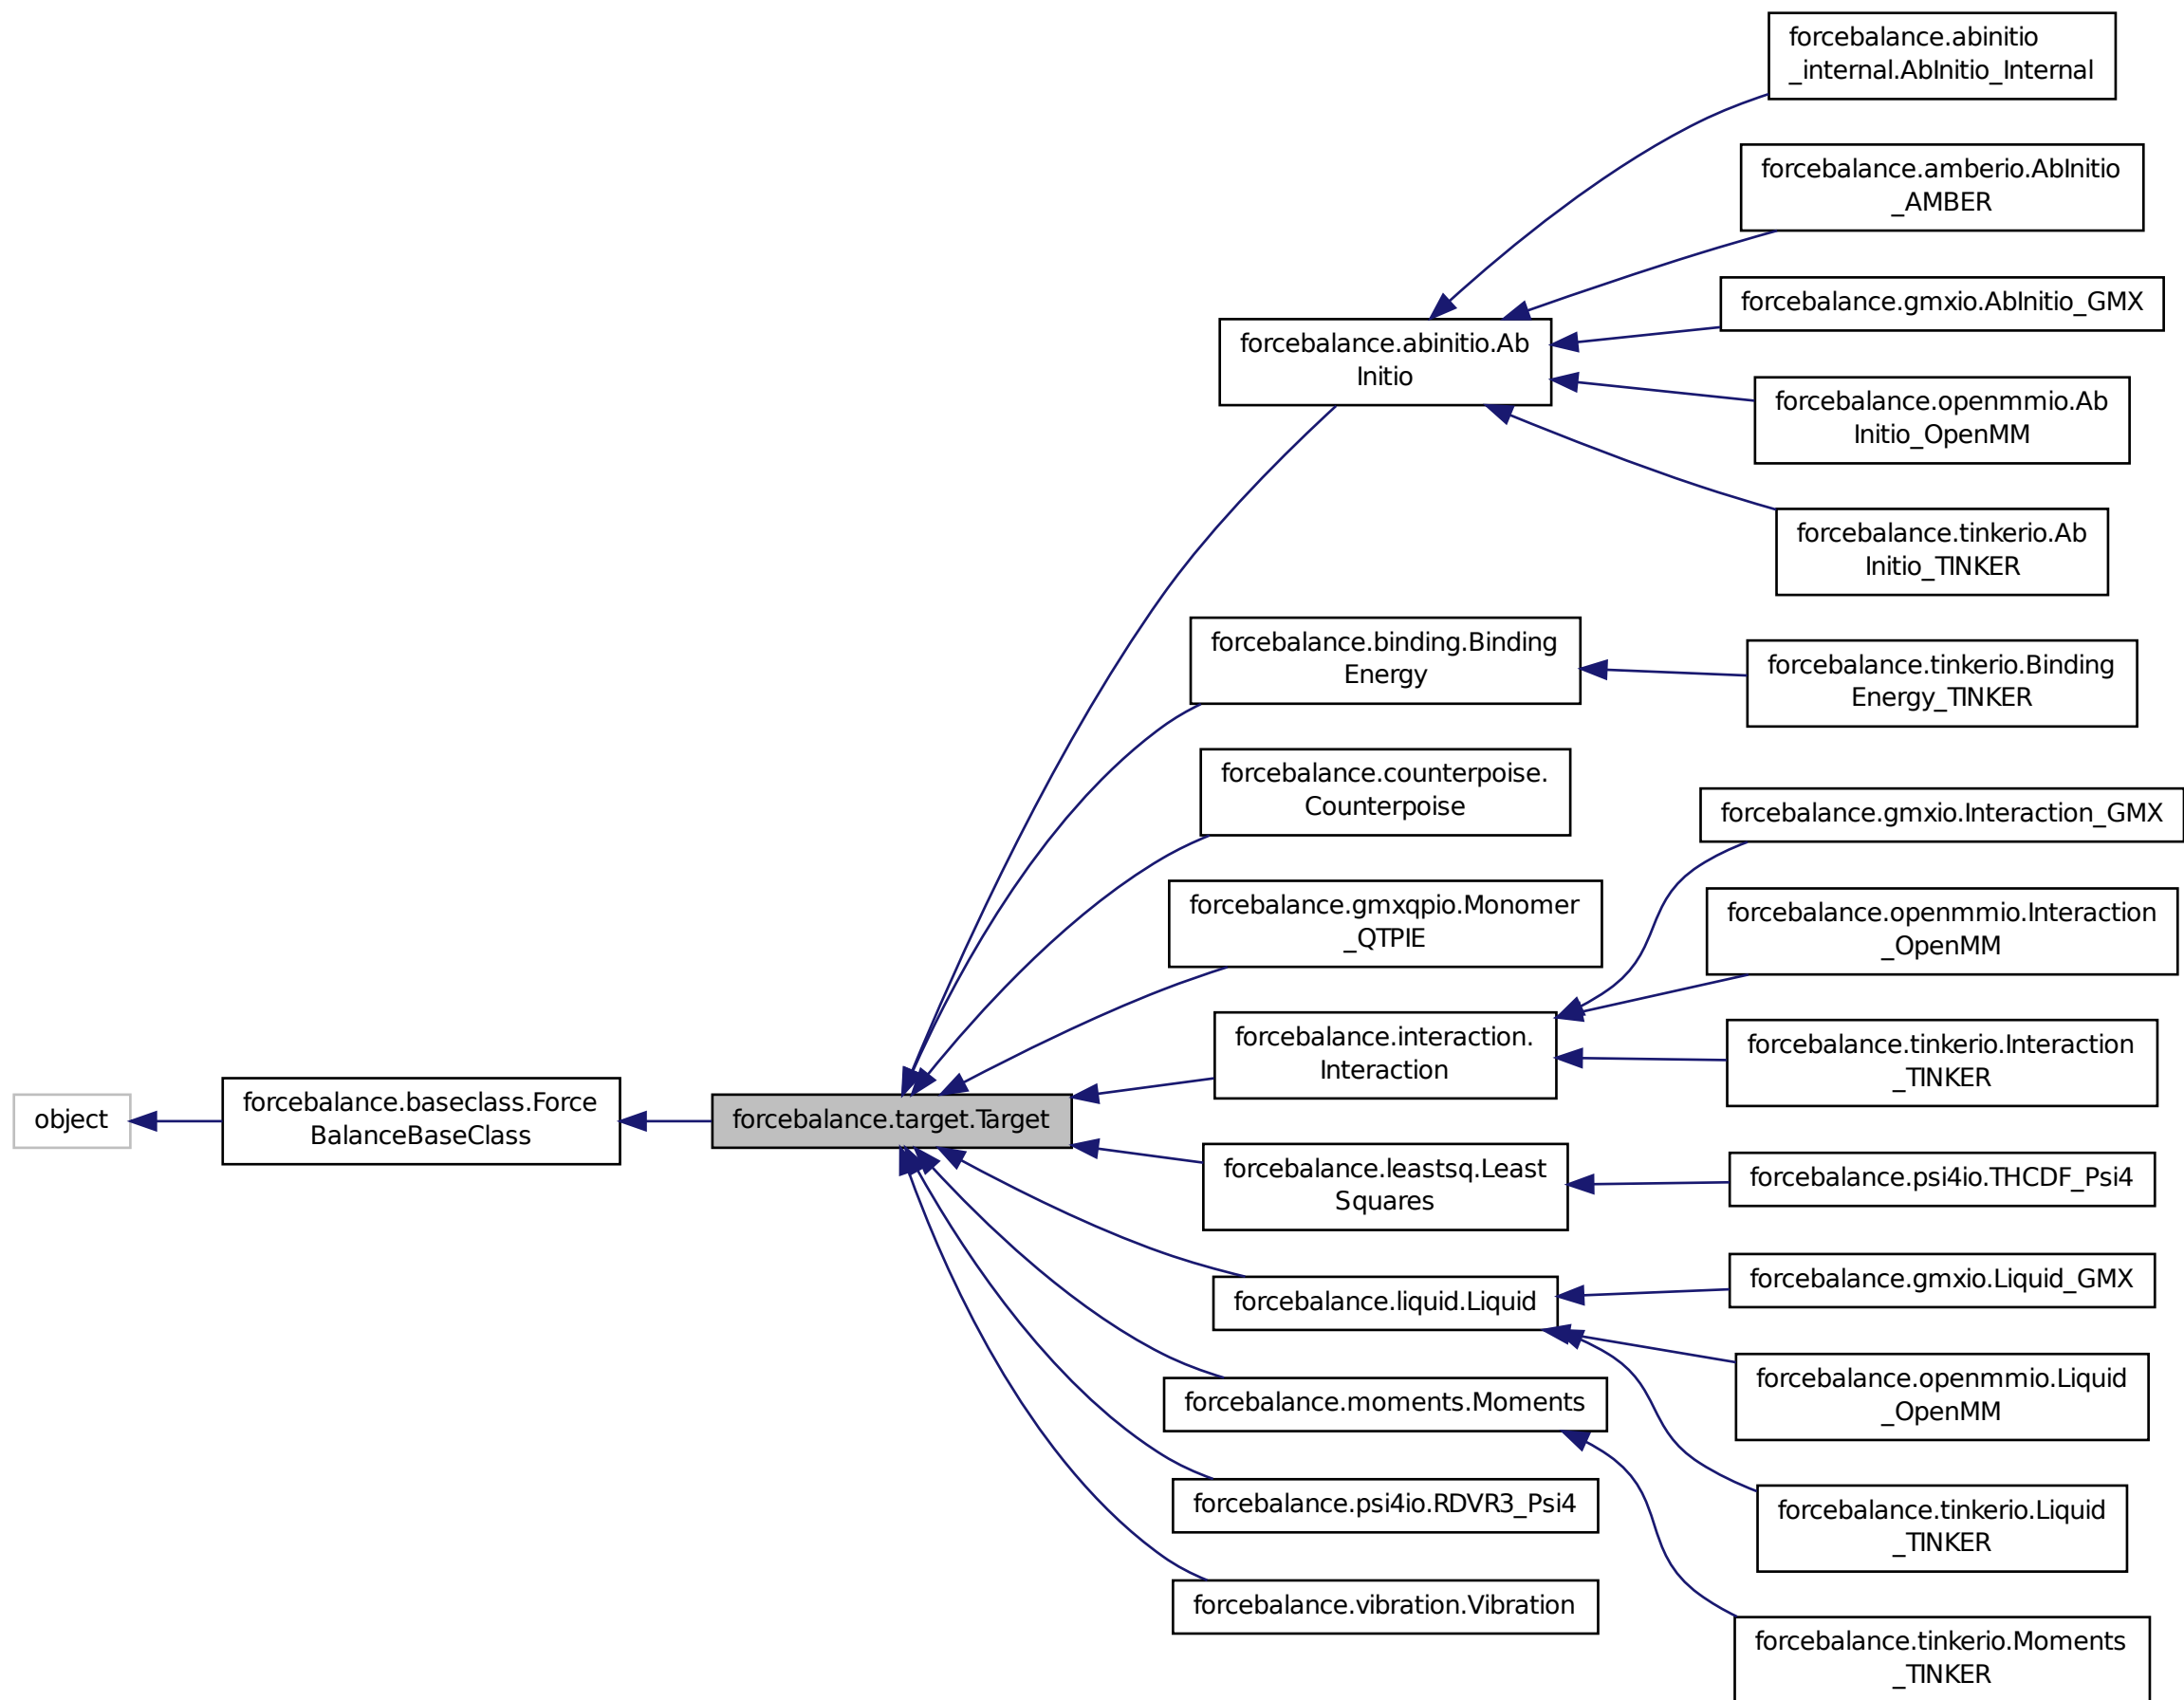 object
forcebalance.baseclass.Force
BalanceBaseClass
forcebalance.target.Target
forcebalance.abinitio.Ab
Initio
forcebalance.binding.Binding
Energy
forcebalance.counterpoise.
Counterpoise
forcebalance.gmxqpio.Monomer
_QTPIE
forcebalance.interaction.
Interaction
forcebalance.leastsq.Least
Squares
forcebalance.liquid.Liquid
forcebalance.moments.Moments
forcebalance.psi4io.RDVR3_Psi4
forcebalance.vibration.Vibration
forcebalance.abinitio
_internal.AbInitio_Internal
forcebalance.amberio.AbInitio
_AMBER
forcebalance.gmxio.AbInitio_GMX
forcebalance.openmmio.Ab
Initio_OpenMM
forcebalance.tinkerio.Ab
Initio_TINKER
forcebalance.tinkerio.Binding
Energy_TINKER
forcebalance.gmxio.Interaction_GMX
forcebalance.openmmio.Interaction
_OpenMM
forcebalance.tinkerio.Interaction
_TINKER
forcebalance.psi4io.THCDF_Psi4
forcebalance.gmxio.Liquid_GMX
forcebalance.openmmio.Liquid
_OpenMM
forcebalance.tinkerio.Liquid
_TINKER
forcebalance.tinkerio.Moments
_TINKER